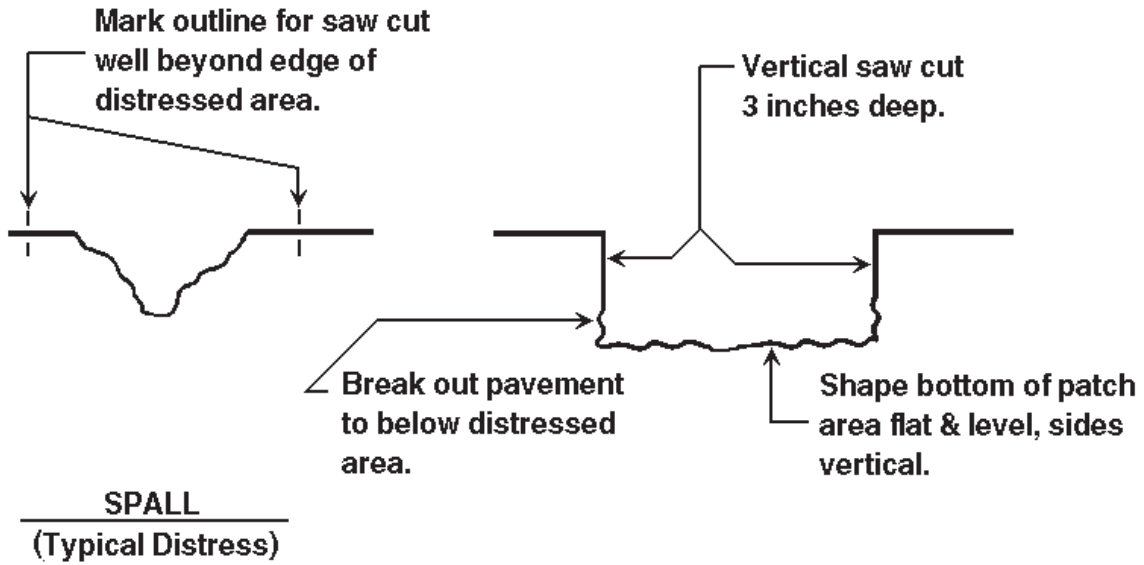 Mark outline for saw cut
well beyond edge of
distressed area.
Vertical saw cut
3 inches deep.
Break out pavement
to below distressed
area.
Shape bottom of patch
area flat & level, sides
vertical.
SPALL
(Typical Distress)